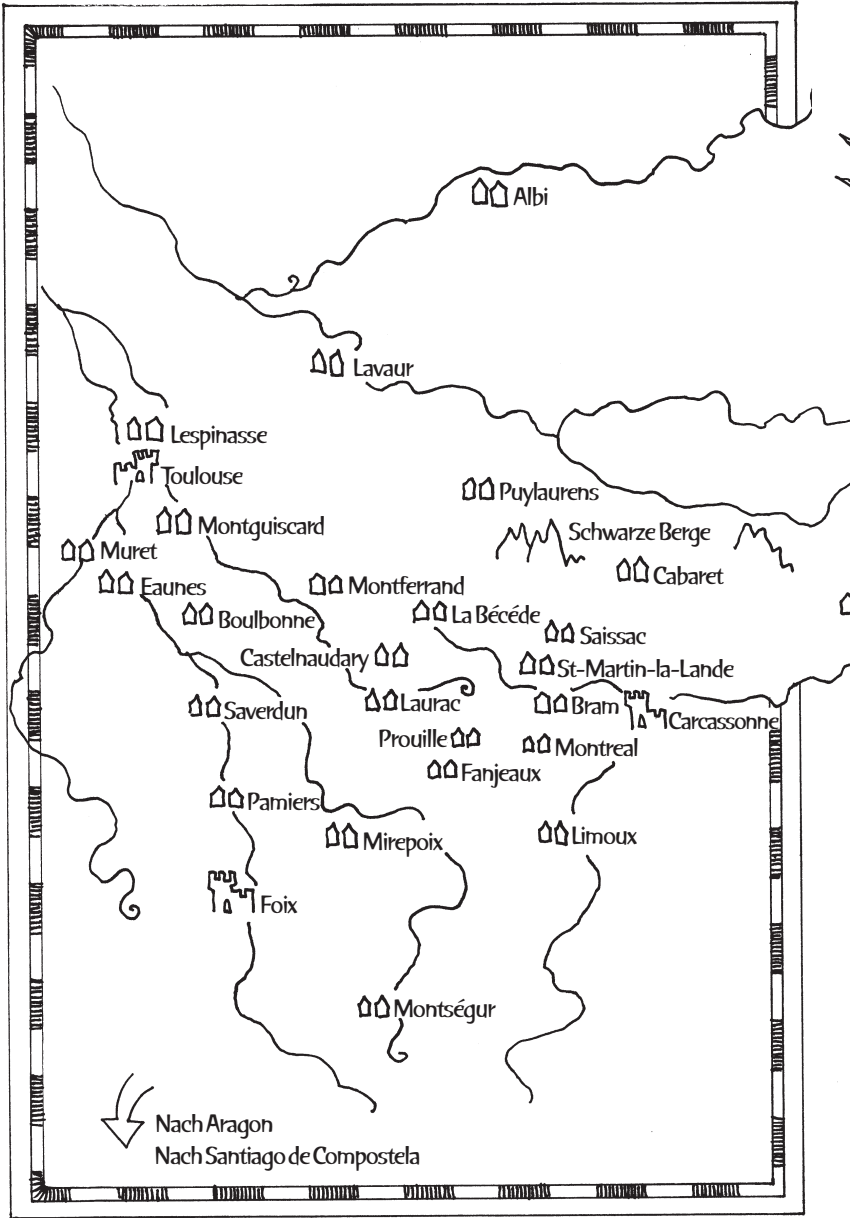 Albi
Lavaur
Lespinasse
Toulouse
Puylaurens
Montguiscard
Schwarze Berge
Muret
Cabaret
Eaunes
Montferrand
Boulbonne
La Bécéde
Saissac
Castelnaudary
St-Martin-la-Lande
Saverdun
Laurac
Bram
Carcassonne
Prouille
Montreal
Fanjeaux
Pamiers
Mirepoix
Limoux
Foix
Montségur
Nach Aragon
Nach Santiago de Compostela